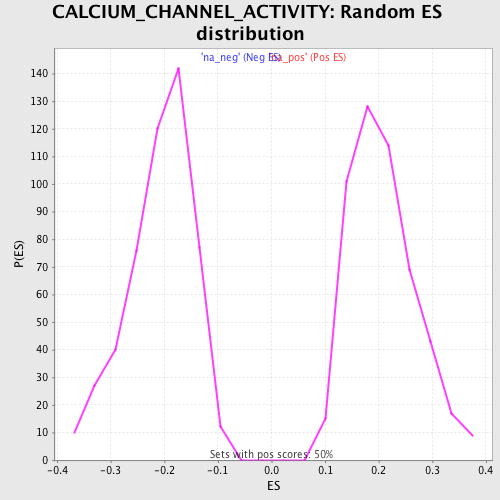 CALCIUM_CHANNEL_ACTIVITY: Random ES
distribution
'na_neg' (Neg ES)
'na_pos' (Pos ES)
140
130
120
110
100
90
80
70
60
50
40
30
20
10
0
P(ES)
Sets with pos scores: 50%
-0.4 -0.3 -0.2 -0.1 0.0 0.1 0.2 0.3 0.4
ES